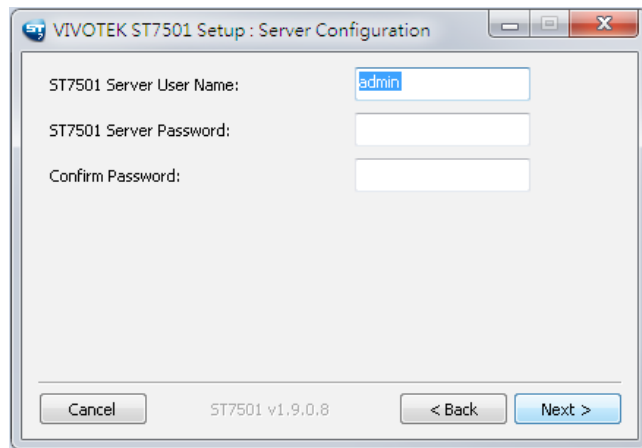 VIVOTEK ST7501 Setup : Server Configuration
ST7501 Server User Name:
admin
ST7501 Server Password:
Confirm Password:
Cancel
ST7501 v1.9.0.8
< Back
Next >